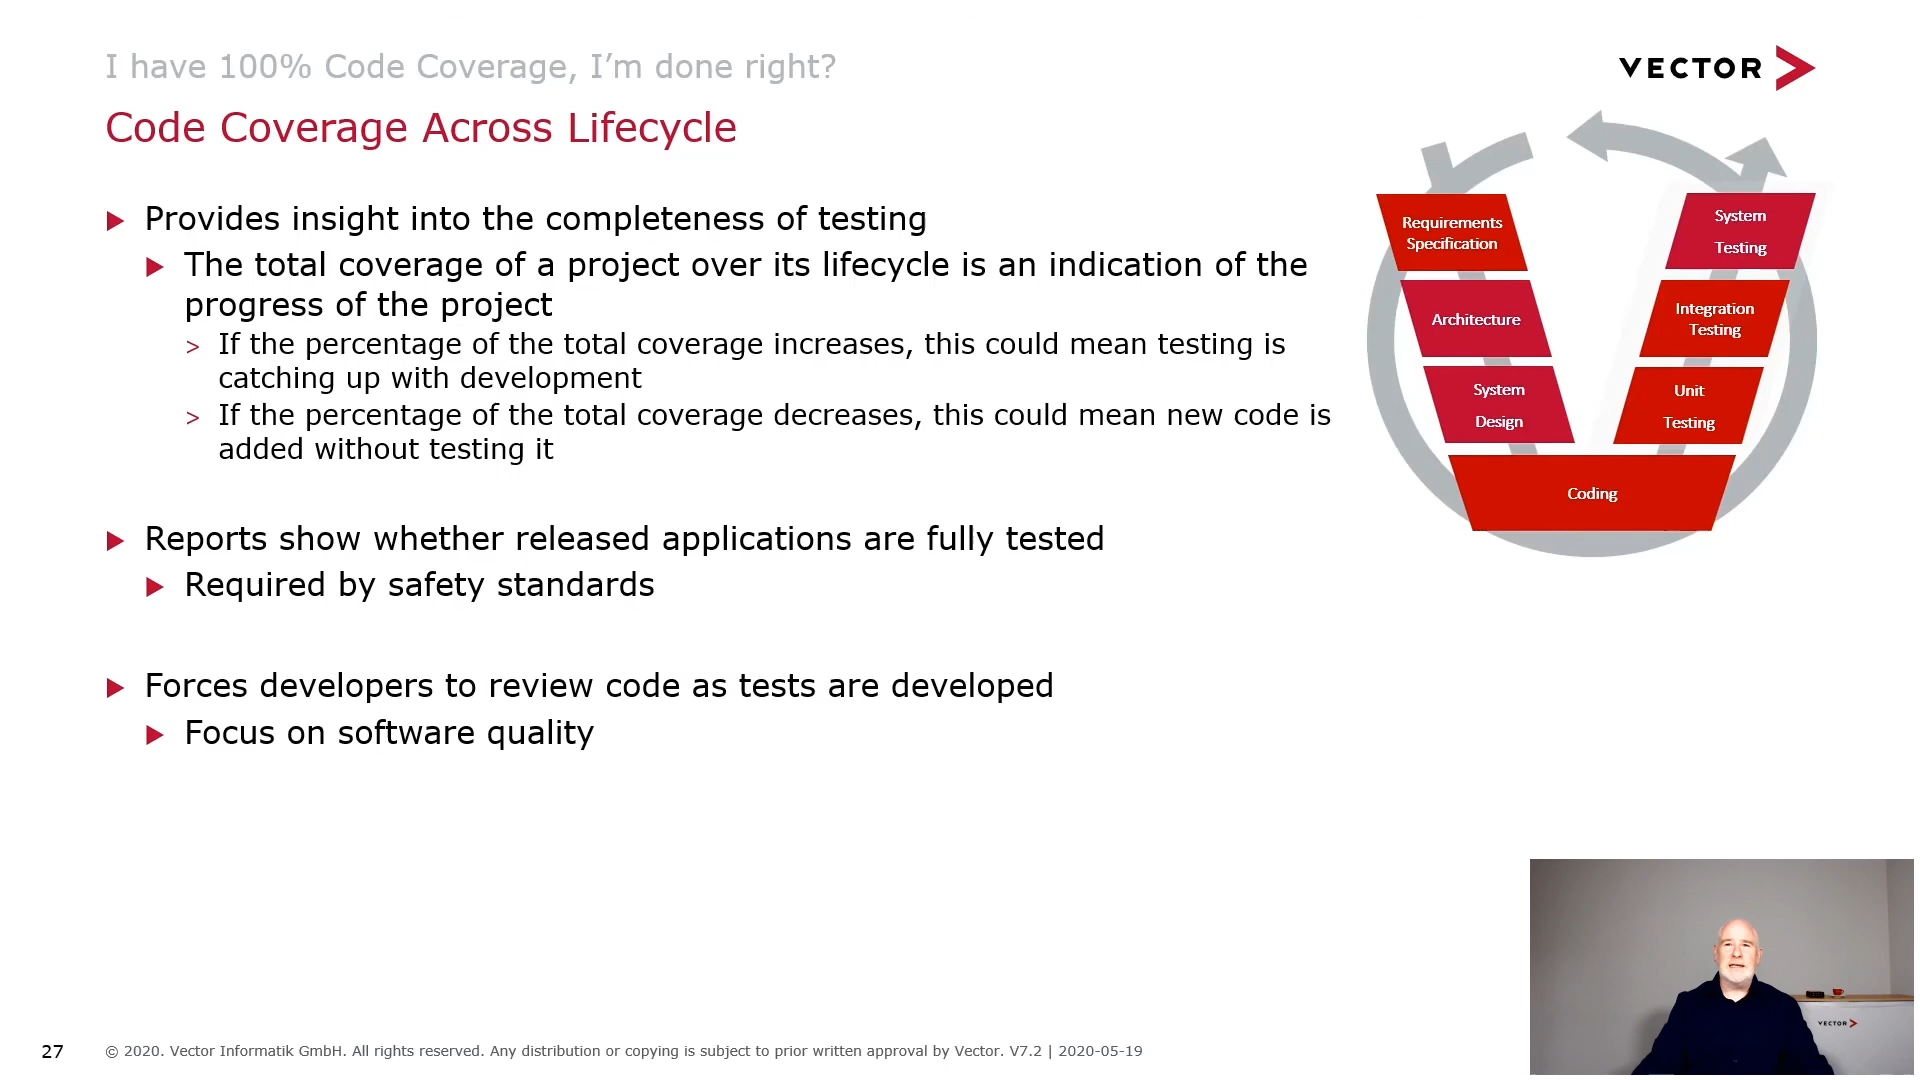 I have 100% Code Coverage, I’m done right?
VECTOR
Code Coverage Across Lifecycle
Provides insight into the completeness of testing
The total coverage of a project over its lifecycle is an indication of the
progress of the project
> If the percentage of the total coverage increases, this could mean testing is
catching up with development
> If the percentage of the total coverage decreases, this could mean new code is
added without testing it
Reports show whether released applications are fully tested
Required by safety standards
Forces developers to review code as tests are developed
Focus on software quality
Requirements
Specification
Architecture
System
Design
Coding
Unit
Testing
Integration
Testing
System
Testing
VECTOR
27
© 2020. Vector Informatik GmbH. All rights reserved. Any distribution or copying is subject to prior written approval by Vector. V7.2 | 2020-05-19